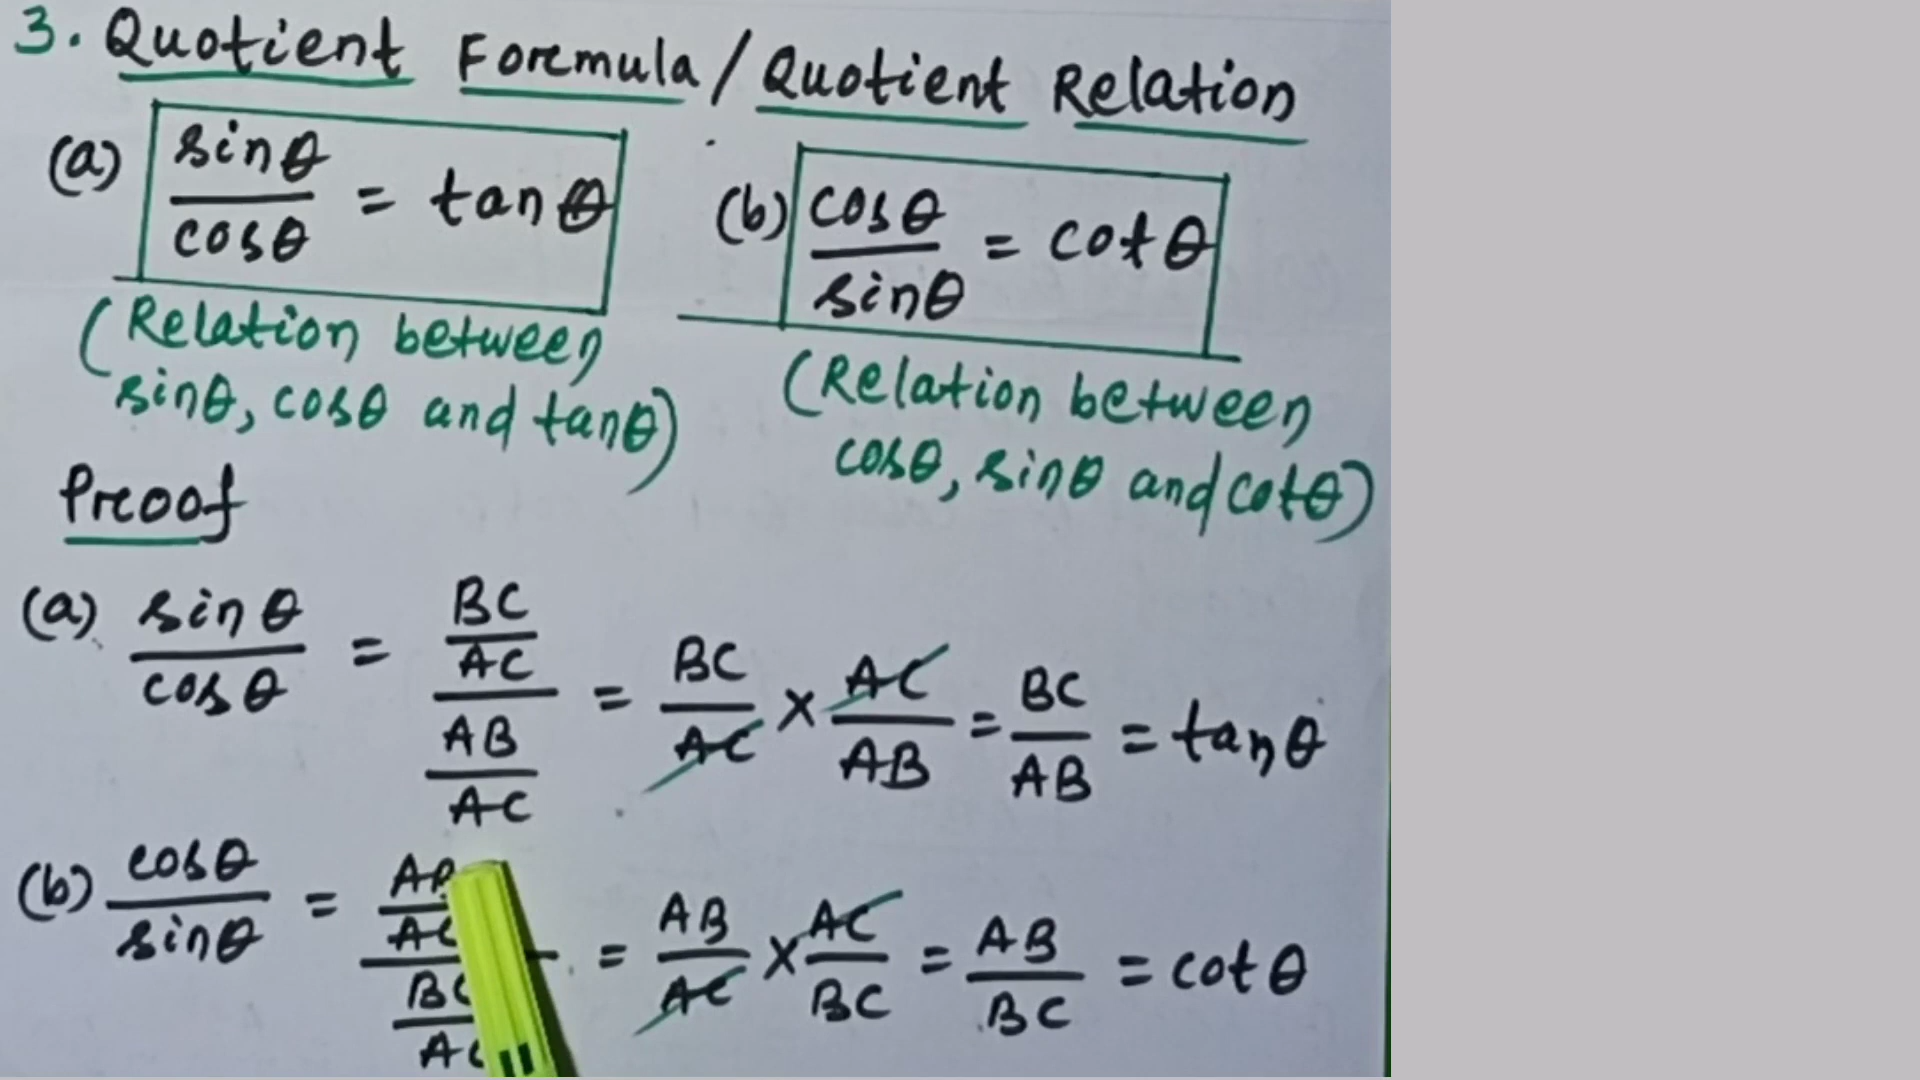 3. Quotient Formula / Quotient Relation
(a) sinθ/cosθ = tanθ (b) cosθ/sinθ = cotθ
(Relation between sinθ, cosθ and tanθ)
(Relation between cosθ, sinθ and cotθ)
Proof
(a) sinθ/cosθ = (BC/AC)/(AB/AC) = BC/AC × AC/AB = BC/AB = tanθ
(b) cosθ/sinθ = = AB/AC × AC/BC = AB/BC = cotθ